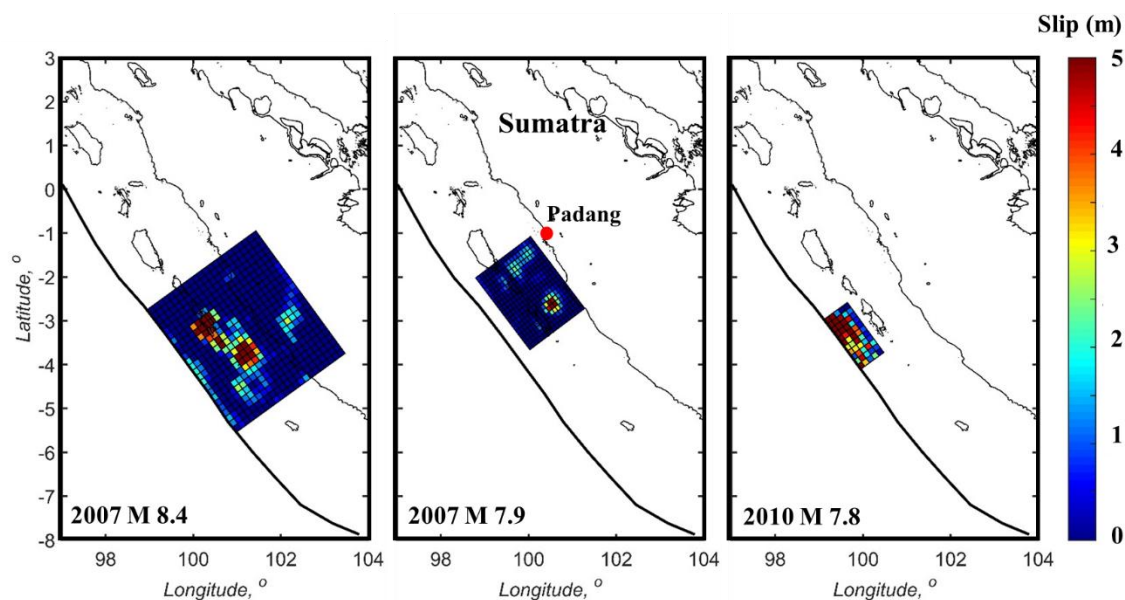 Slip (m)
3
2
1
0
-1
-2
-3
-4
-5
-6
-7
-8
Latitude, °
2007 M 8.4
98 100 102 104
Longitude, °
Sumatra
Padang
2007 M 7.9
98 100 102 104
Longitude, °
2010 M 7.8
98 100 102 104
Longitude, °
5
4
3
2
1
0